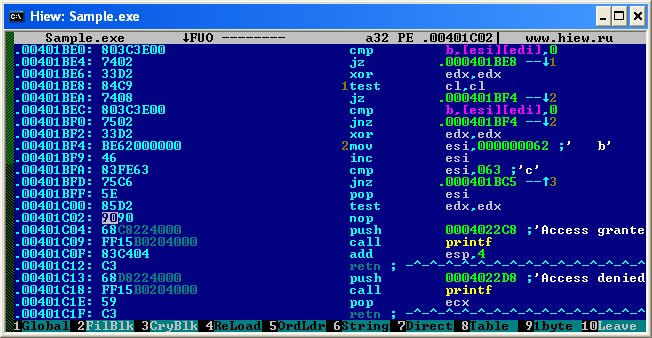 Hiew: Sample.exe
Sample.exe ↓FUO -------- a32 PE .00401C02| www.hiew.ru
.00401BE0: 803C3E00 cmp b,[esi][edi],0
.00401BE4: 7402 jz .000401BE8 --↓1
.00401BE6: 33D2 xor edx,edx
.00401BE8: 84C9 1test cl,cl
.00401BEA: 7408 jz .000401BF4 --↓2
.00401BEC: 803C3E00 cmp b,[esi][edi],0
.00401BF0: 7502 jnz .000401BF4 --↓2
.00401BF2: 33D2 xor edx,edx
.00401BF4: BE62000000 2mov esi,000000062 ;'   b'
.00401BF9: 46 inc esi
.00401BFA: 83FE63 cmp esi,063 ;'c'
.00401BFD: 75C6 jnz .000401BC5 --↑3
.00401BFF: 5E pop esi
.00401C00: 85D2 test edx,edx
.00401C02: 9090 nop
.00401C04: 68C8224000 push 0004022C8 ;'Access grante
.00401C09: FF15B0204000 call printf
.00401C0F: 83C404 add esp,4
.00401C12: C3 retn ; -^-^-^-^-^-^-^-^-^-^-^-^-^-^-
.00401C13: 68D8224000 push 0004022D8 ;'Access denied
.00401C18: FF15B0204000 call printf
.00401C1E: 59 pop ecx
.00401C1F: C3 retn ; -^-^-^-^-^-^-^-^-^-^-^-^-^-^-
1Global 2FilBlk 3CryBlk 4ReLoad 5OrdLdr 6String 7Direct 8Table 91byte 10Leave